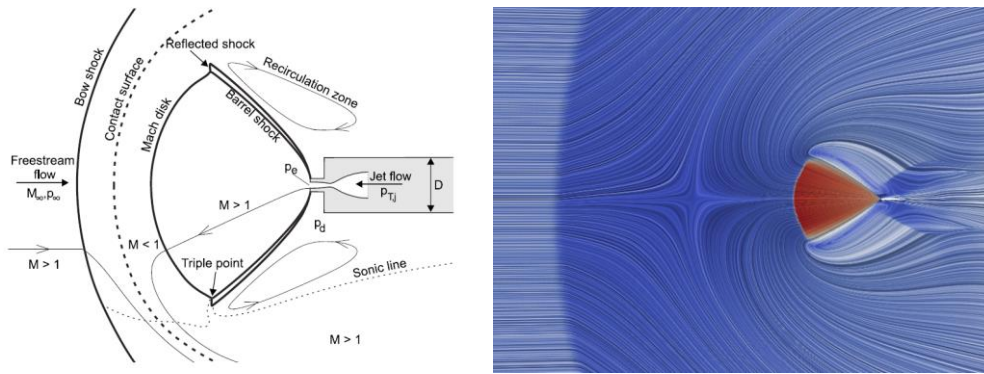 Bow shock
Contact surface
Mach disk
Reflected shock
Barrel shock
Recirculation zone
Freestream
flow
M∞,p∞
pe
Jet flow
pT,j
D
M > 1
M < 1
M > 1
pd
Triple point
Sonic line
M > 1